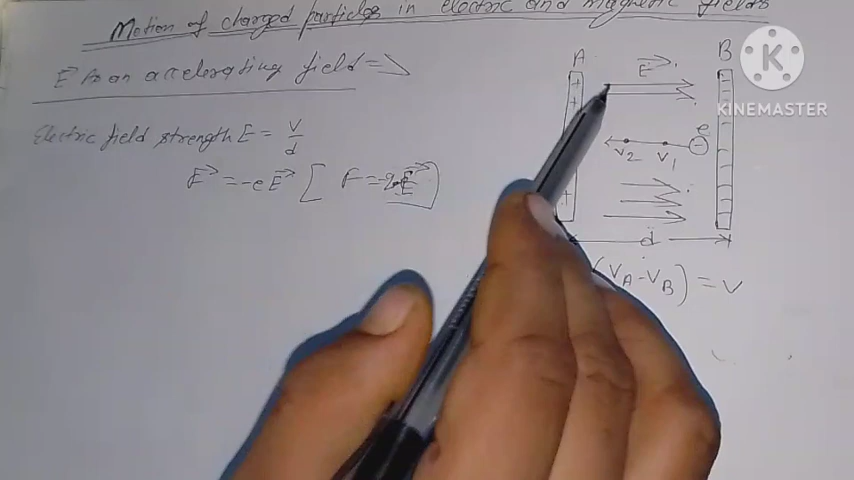 Motion of charged particles in electric and magnetic fields
E→ As an accelerating field ⇒
Electric field strength E = V/d
F→ = -eE→ [ F = qE→ ]
A
B
E→
e
V2 V1
d
(VA - VB) = V
K
KINEMASTER